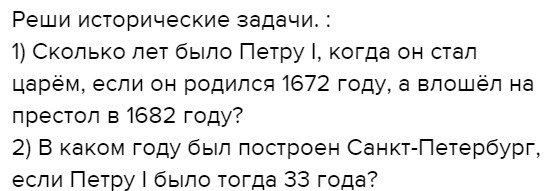 Реши исторические задачи. :
1) Сколько лет было Петру I, когда он стал
царём, если он родился 1672 году, а влошёл на
престол в 1682 году?
2) В каком году был построен Санкт-Петербург,
если Петру I было тогда 33 года?